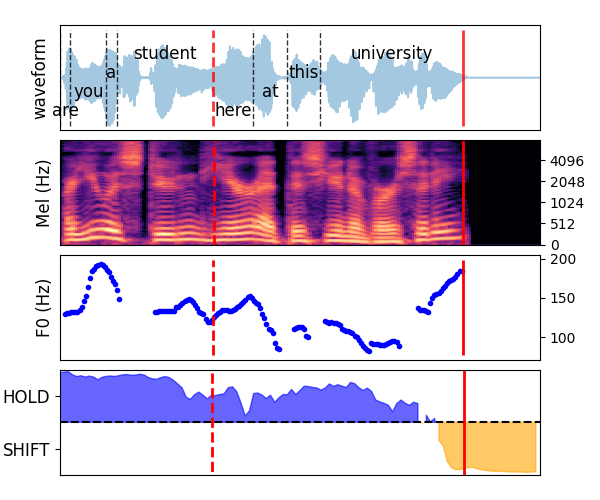 waveform
are
you
a
student
here
at
this
university
Mel (Hz)
4096
2048
1024
512
0
F0 (Hz)
200
150
100
HOLD
SHIFT